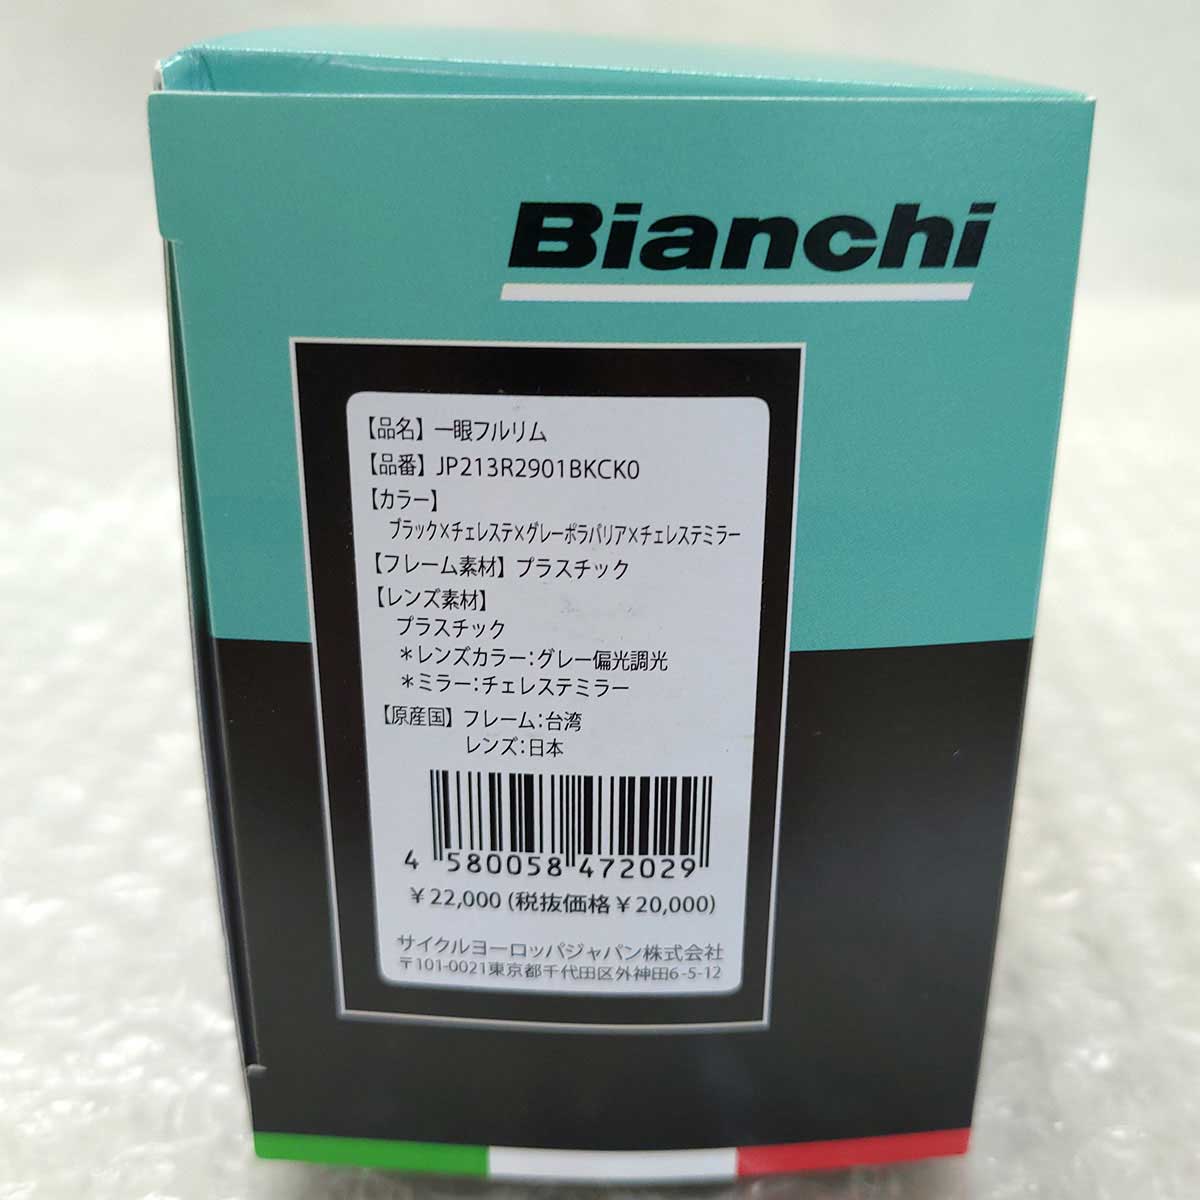 Bianchi
【品名】一眼フルリム
【品番】JP213R2901BKCK0
【カラー】
ブラック×チェレステ×グレーポラバリア×チェレステミラー
【フレーム素材】プラスチック
【レンズ素材】
プラスチック
＊レンズカラー：グレー偏光調光
＊ミラー：チェレステミラー
【原産国】フレーム：台湾
レンズ：日本
4 580058 472029
￥22,000（税抜価格￥20,000）
サイクルヨーロッパジャパン株式会社
〒101-0021東京都千代田区外神田6-5-12